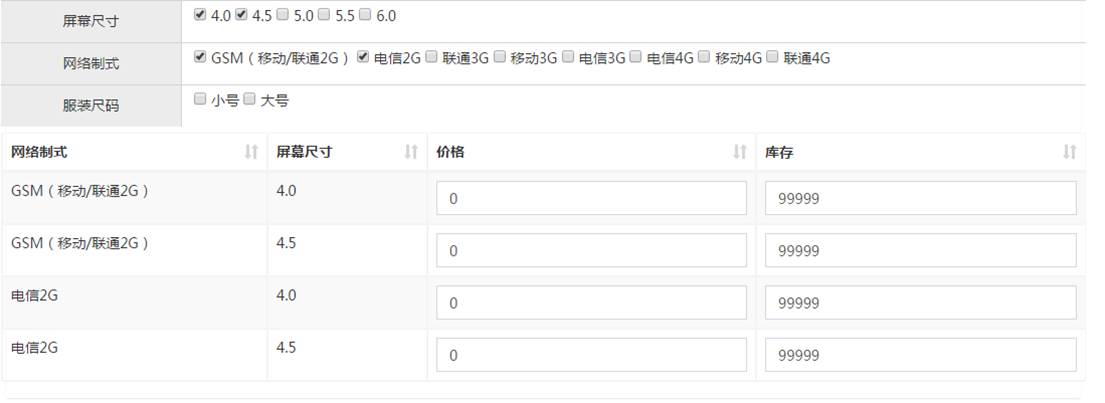 屏幕尺寸 4.0 4.5 5.0 5.5 6.0
网络制式 GSM（移动/联通2G） 电信2G 联通3G 移动3G 电信3G 电信4G 移动4G 联通4G
服装尺码 小号 大号
网络制式 屏幕尺寸 价格 库存
GSM（移动/联通2G） 4.0 0 99999
GSM（移动/联通2G） 4.5 0 99999
电信2G 4.0 0 99999
电信2G 4.5 0 99999